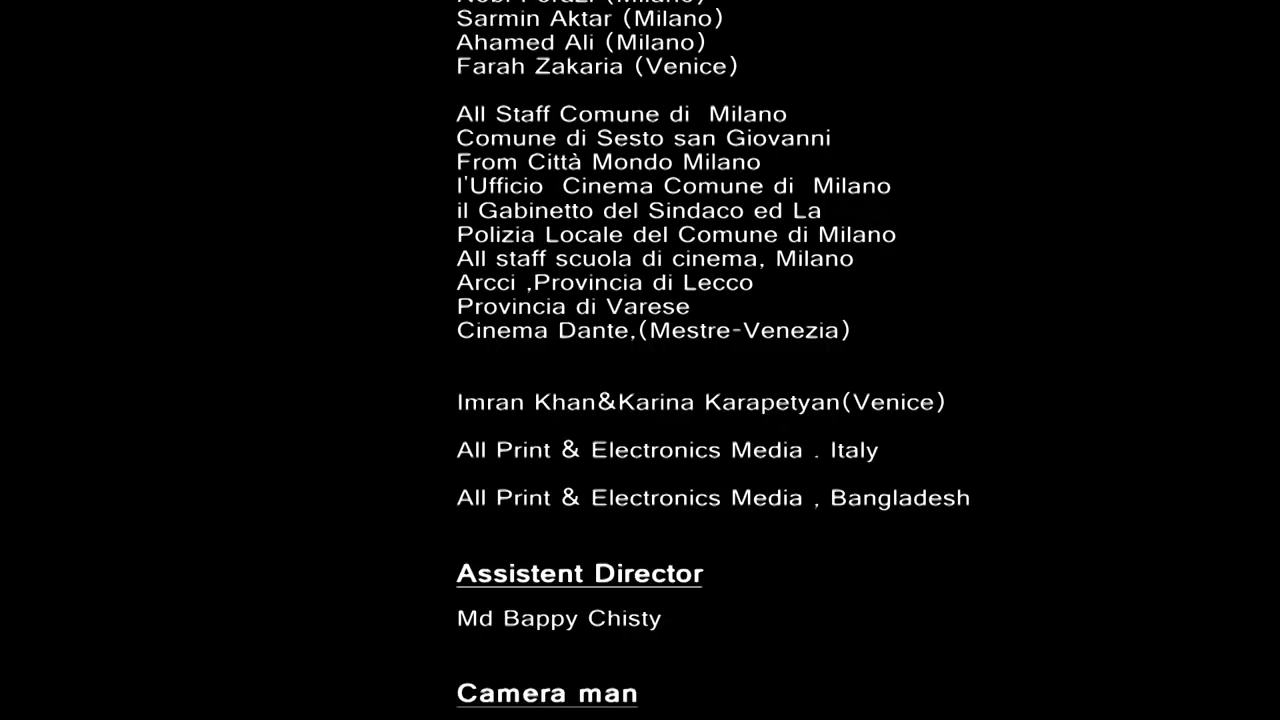 Sarmin Aktar (Milano)
Ahamed Ali (Milano)
Farah Zakaria (Venice)
All Staff Comune di  Milano
Comune di Sesto san Giovanni
From Città Mondo Milano
l'Ufficio  Cinema Comune di  Milano
il Gabinetto del Sindaco ed La
Polizia Locale del Comune di Milano
All staff scuola di cinema, Milano
Arcci ,Provincia di Lecco
Provincia di Varese
Cinema Dante,(Mestre-Venezia)
Imran Khan&Karina Karapetyan(Venice)
All Print & Electronics Media . Italy
All Print & Electronics Media , Bangladesh
Assistent Director
Md Bappy Chisty
Camera man